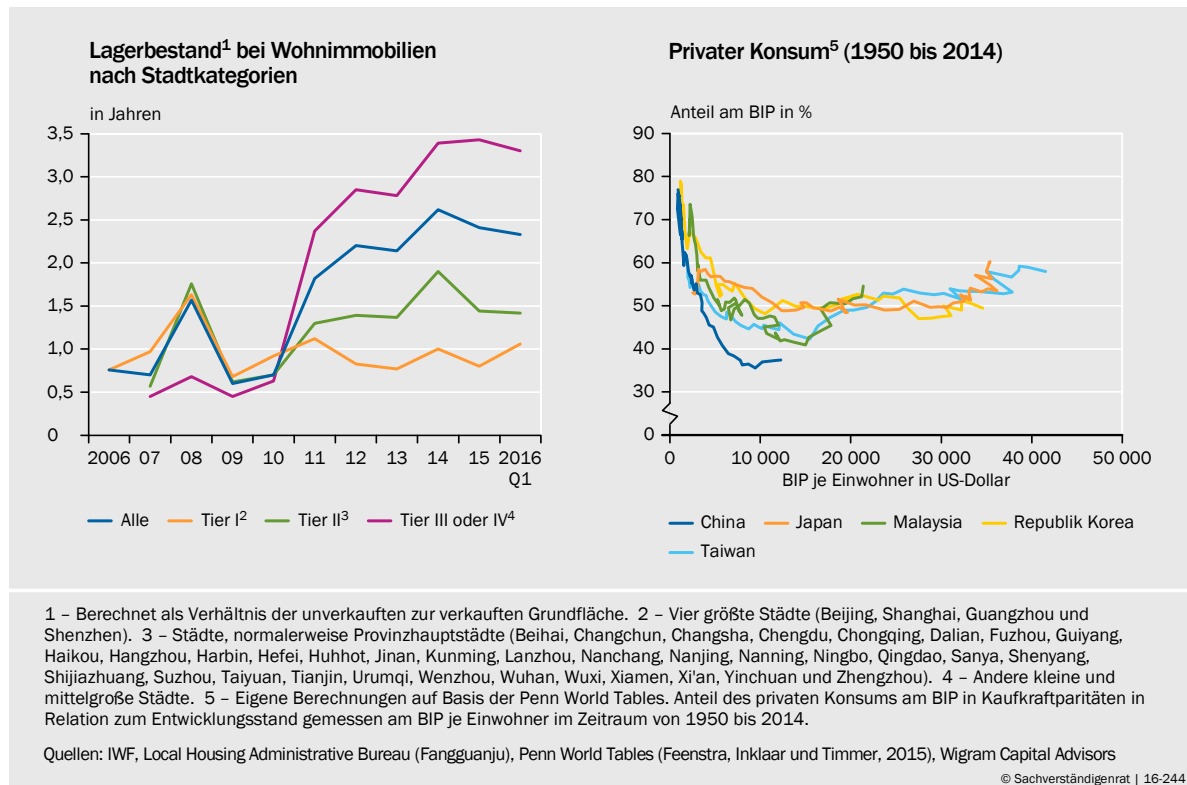 Lagerbestand1 bei Wohnimmobilien
nach Stadtkategorien
in Jahren
3,5
3,0
2,5
2,0
1,5
1,0
0,5
0
2006 07 08 09 10 11 12 13 14 15 2016
Q1
Alle Tier I2 Tier II3 Tier III oder IV4
Privater Konsum5 (1950 bis 2014)
Anteil am BIP in %
90
80
70
60
50
40
30
0
0 10 000 20 000 30 000 40 000 50 000
BIP je Einwohner in US-Dollar
China Japan Malaysia Republik Korea
Taiwan
1 – Berechnet als Verhältnis der unverkauften zur verkauften Grundfläche. 2 – Vier größte Städte (Beijing, Shanghai, Guangzhou und
Shenzhen). 3 – Städte, normalerweise Provinzhauptstädte (Beihai, Changchun, Changsha, Chengdu, Chongqing, Dalian, Fuzhou, Guiyang,
Haikou, Hangzhou, Harbin, Hefei, Huhhot, Jinan, Kunming, Lanzhou, Nanchang, Nanjing, Nanning, Ningbo, Qingdao, Sanya, Shenyang,
Shijiazhuang, Suzhou, Taiyuan, Tianjin, Urumqi, Wenzhou, Wuhan, Wuxi, Xiamen, Xi'an, Yinchuan und Zhengzhou). 4 – Andere kleine und
mittelgroße Städte. 5 – Eigene Berechnungen auf Basis der Penn World Tables. Anteil des privaten Konsums am BIP in Kaufkraftparitäten in
Relation zum Entwicklungsstand gemessen am BIP je Einwohner im Zeitraum von 1950 bis 2014.
Quellen: IWF, Local Housing Administrative Bureau (Fangguanju), Penn World Tables (Feenstra, Inklaar und Timmer, 2015), Wigram Capital Advisors
© Sachverständigenrat | 16-244